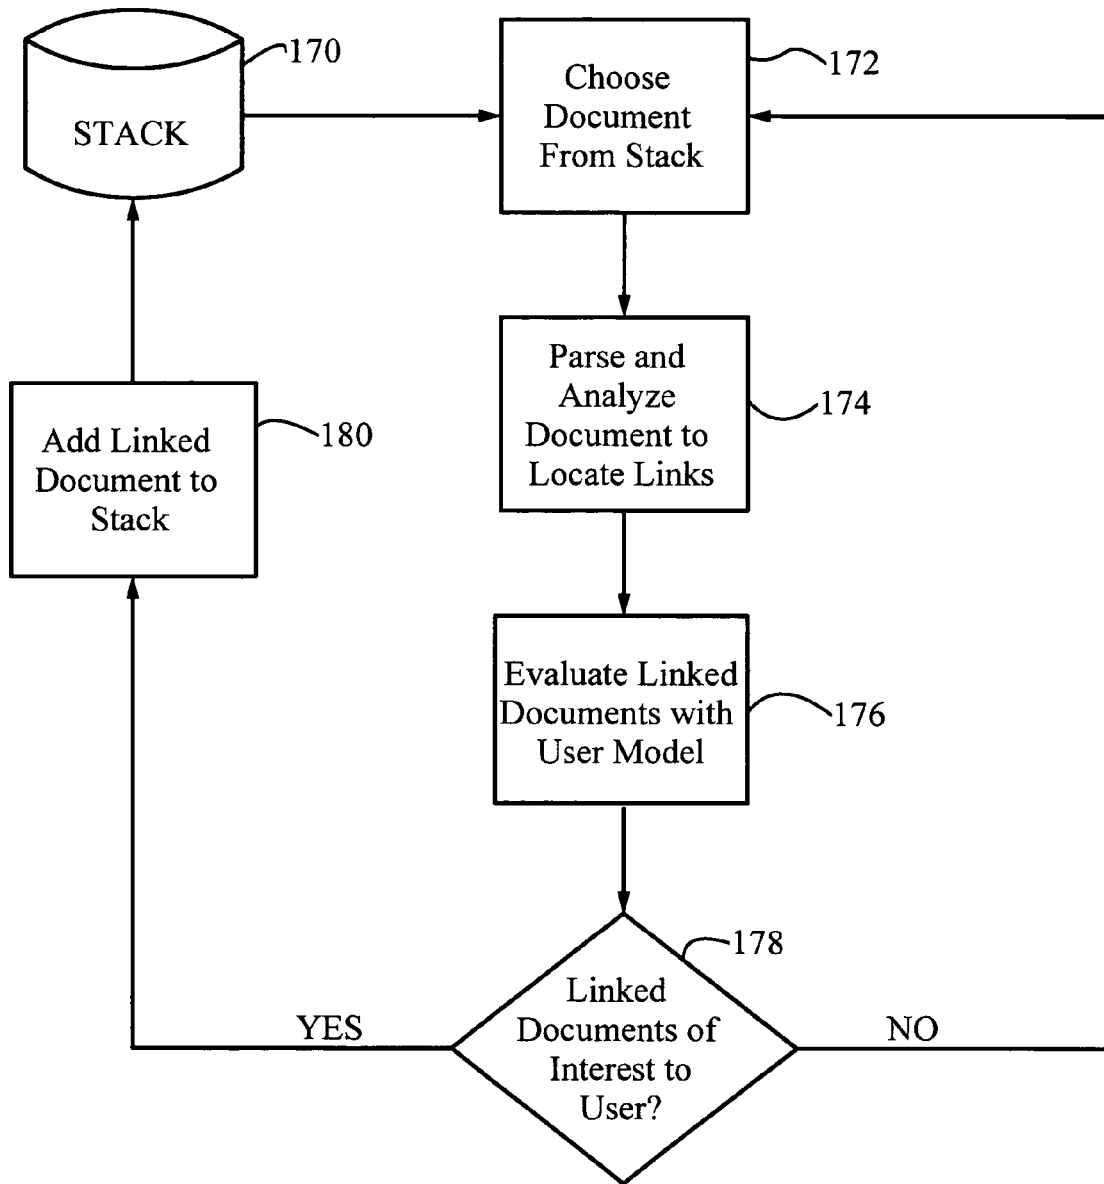 170
STACK
172
Choose
Document
From Stack
174
Parse and
Analyze
Document to
Locate Links
180
Add Linked
Document to
Stack
Evaluate Linked
Documents with
User Model
176
178
Linked
Documents of
Interest to
User?
YES
NO